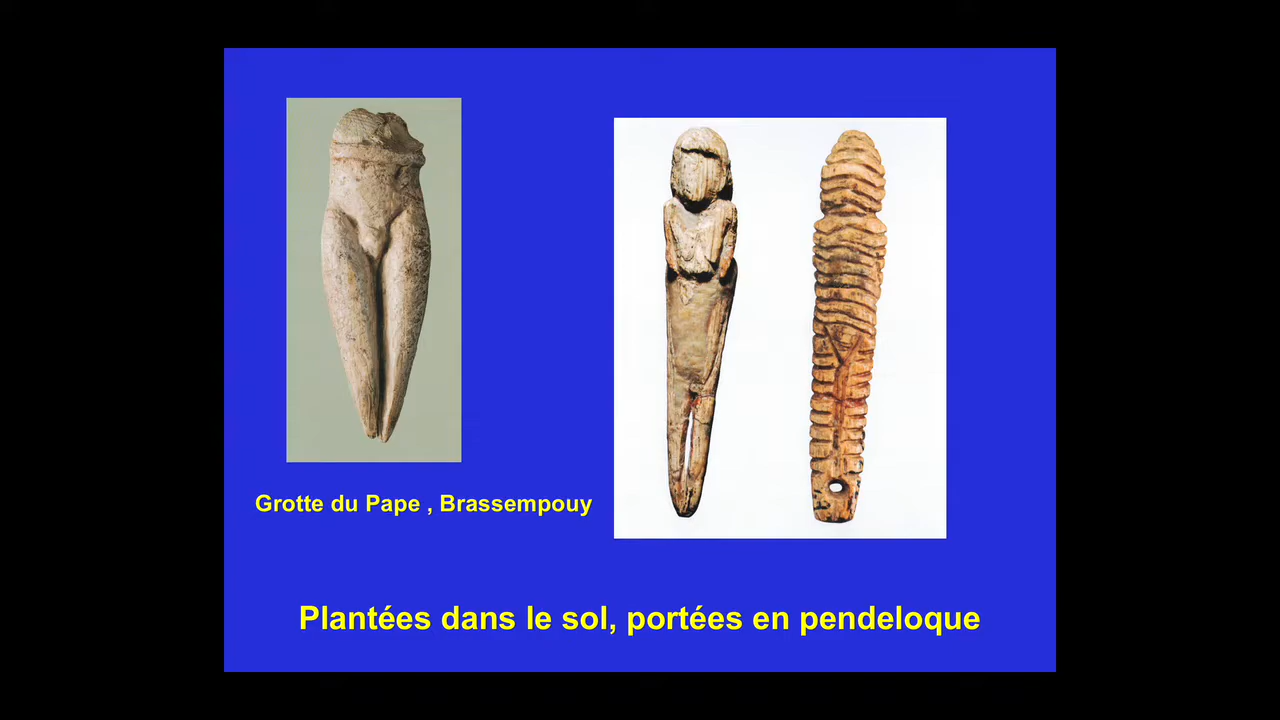 Grotte du Pape , Brassempouy
Plantées dans le sol, portées en pendeloque